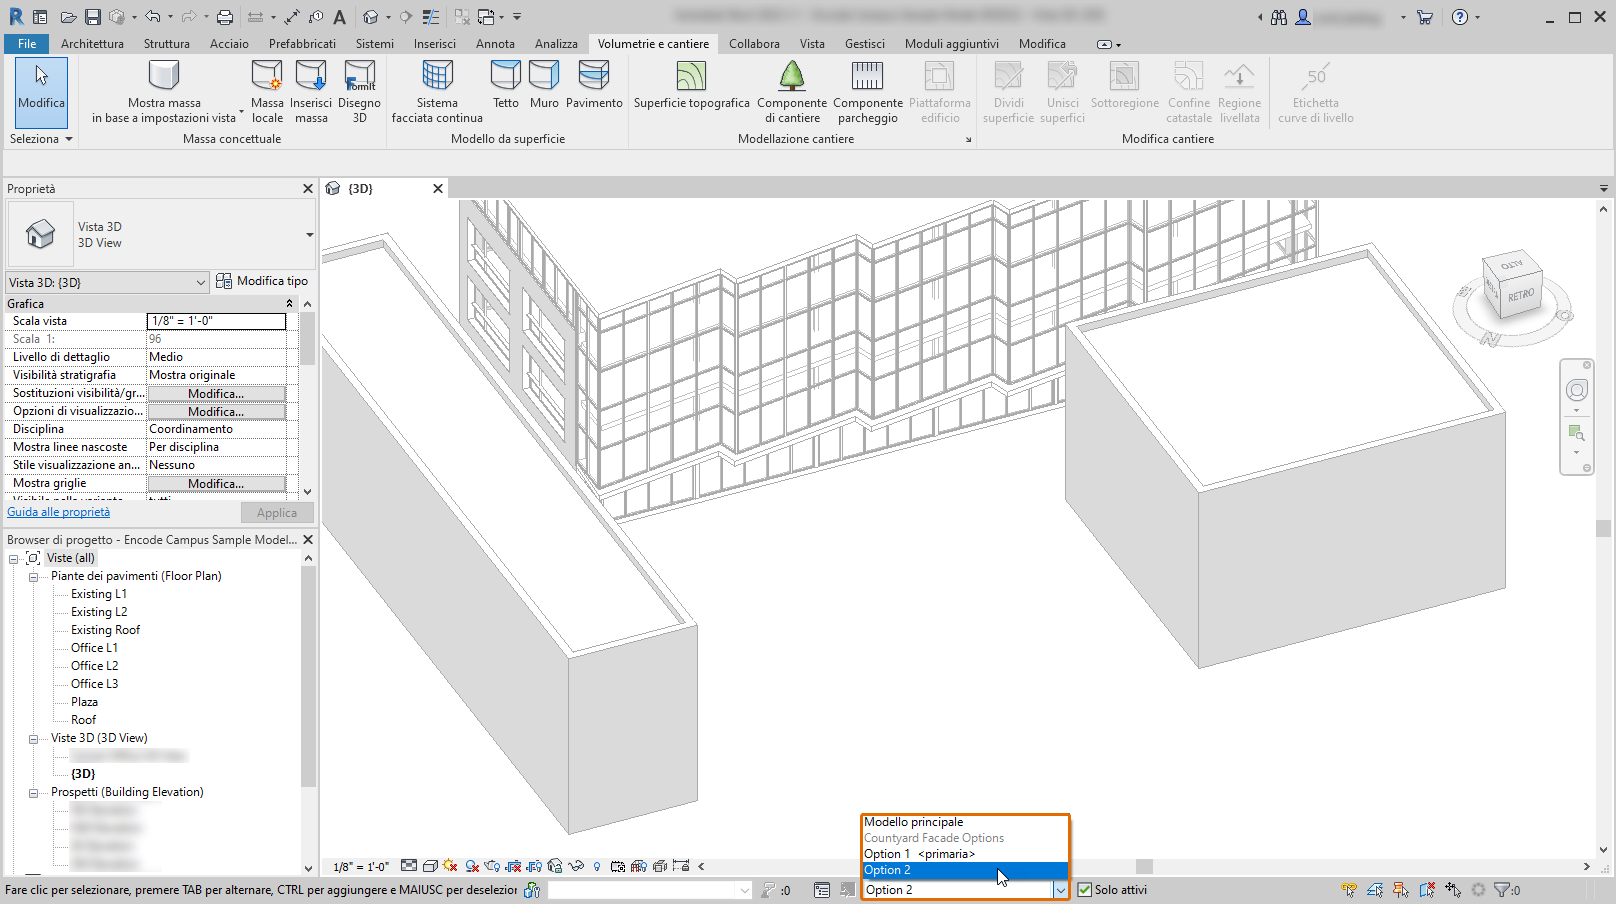 File Architettura Struttura Acciaio Prefabbricati Sistemi Inserisci Annota Analizza Volumetrie e cantiere Collabora Vista Gestisci Moduli aggiuntivi Modifica
Modifica
Seleziona
Mostra massa
in base a impostazioni vista
Massa
locale
Inserisci
massa
FormIt
Disegno
3D
Massa concettuale
Sistema
facciata continua
Tetto
Muro
Pavimento
Modello da superficie
Superficie topografica
Componente
di cantiere
Componente
parcheggio
Piattaforma
edificio
Modellazione cantiere
Dividi
superficie
Unisci
superfici
Sottoregione
Confine
catastale
Regione
livellata
50
Etichetta
curve di livello
Modifica cantiere
Proprietà
{3D}
Vista 3D
3D View
Vista 3D: {3D}
Modifica tipo
Grafica
Scala vista 1/8" = 1'-0"
Scala 1: 96
Livello di dettaglio Medio
Visibilità stratigrafia Mostra originale
Sostituzioni visibilità/gr... Modifica...
Opzioni di visualizzazio... Modifica...
Disciplina Coordinamento
Mostra linee nascoste Per disciplina
Stile visualizzazione an... Nessuno
Mostra griglie Modifica...
Guida alle proprietà
Applica
Browser di progetto - Encode Campus Sample Model...
Viste (all)
Piante dei pavimenti (Floor Plan)
Existing L1
Existing L2
Existing Roof
Office L1
Office L2
Office L3
Plaza
Roof
Viste 3D (3D View)
{3D}
Prospetti (Building Elevation)
ALTO
RETRO
N
1/8" = 1'-0"
Modello principale
Countyard Facade Options
Option 1 <primaria>
Option 2
Option 2
Solo attivi
Fare clic per selezionare, premere TAB per alternare, CTRL per aggiungere e MAIUSC per deselezior
:0
:0